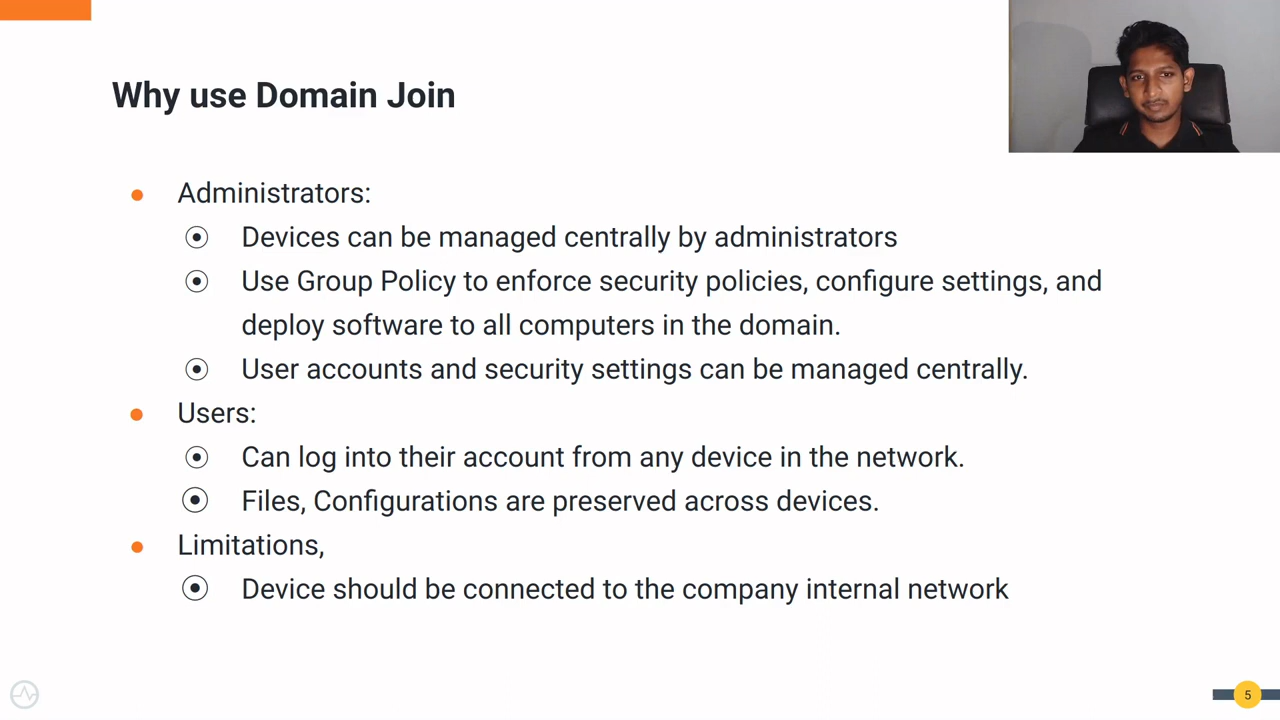 Why use Domain Join
Administrators:
Devices can be managed centrally by administrators
Use Group Policy to enforce security policies, configure settings, and
deploy software to all computers in the domain.
User accounts and security settings can be managed centrally.
Users:
Can log into their account from any device in the network.
Files, Configurations are preserved across devices.
Limitations,
Device should be connected to the company internal network
5